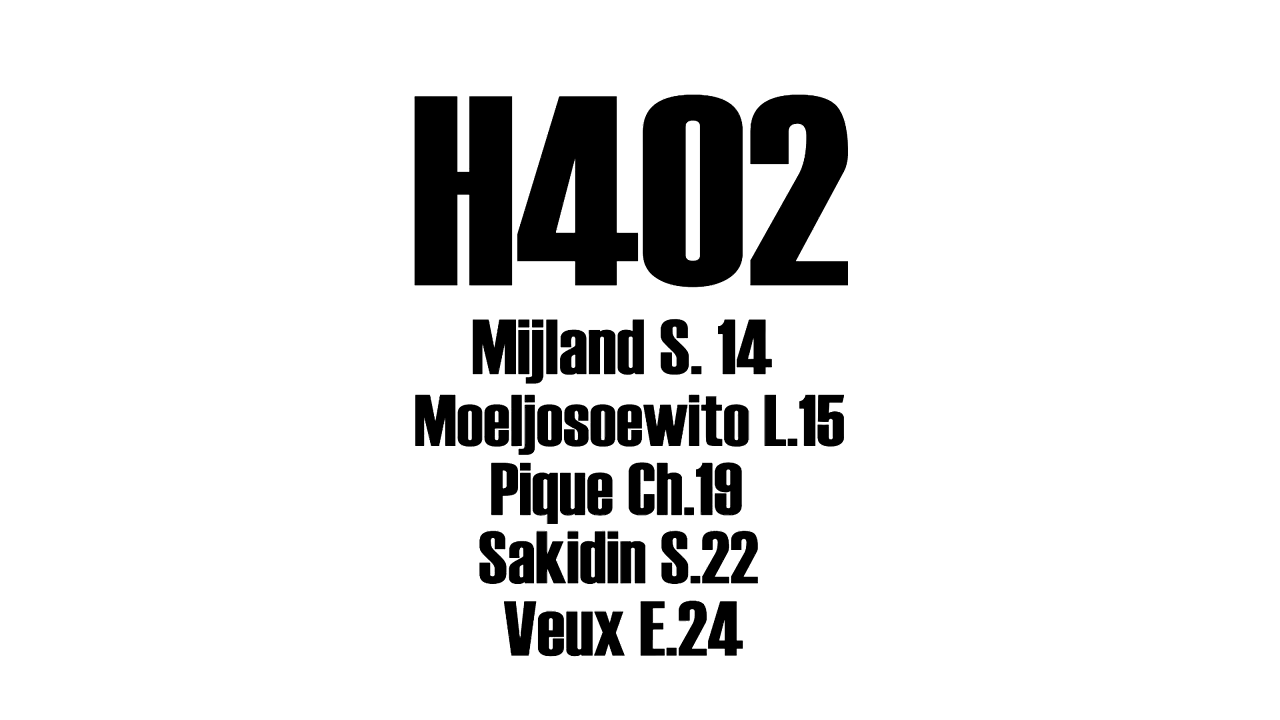 H402
Mijland S. 14
Moeljosoewito L.15
Pique Ch.19
Sakidin S.22
Veux E.24